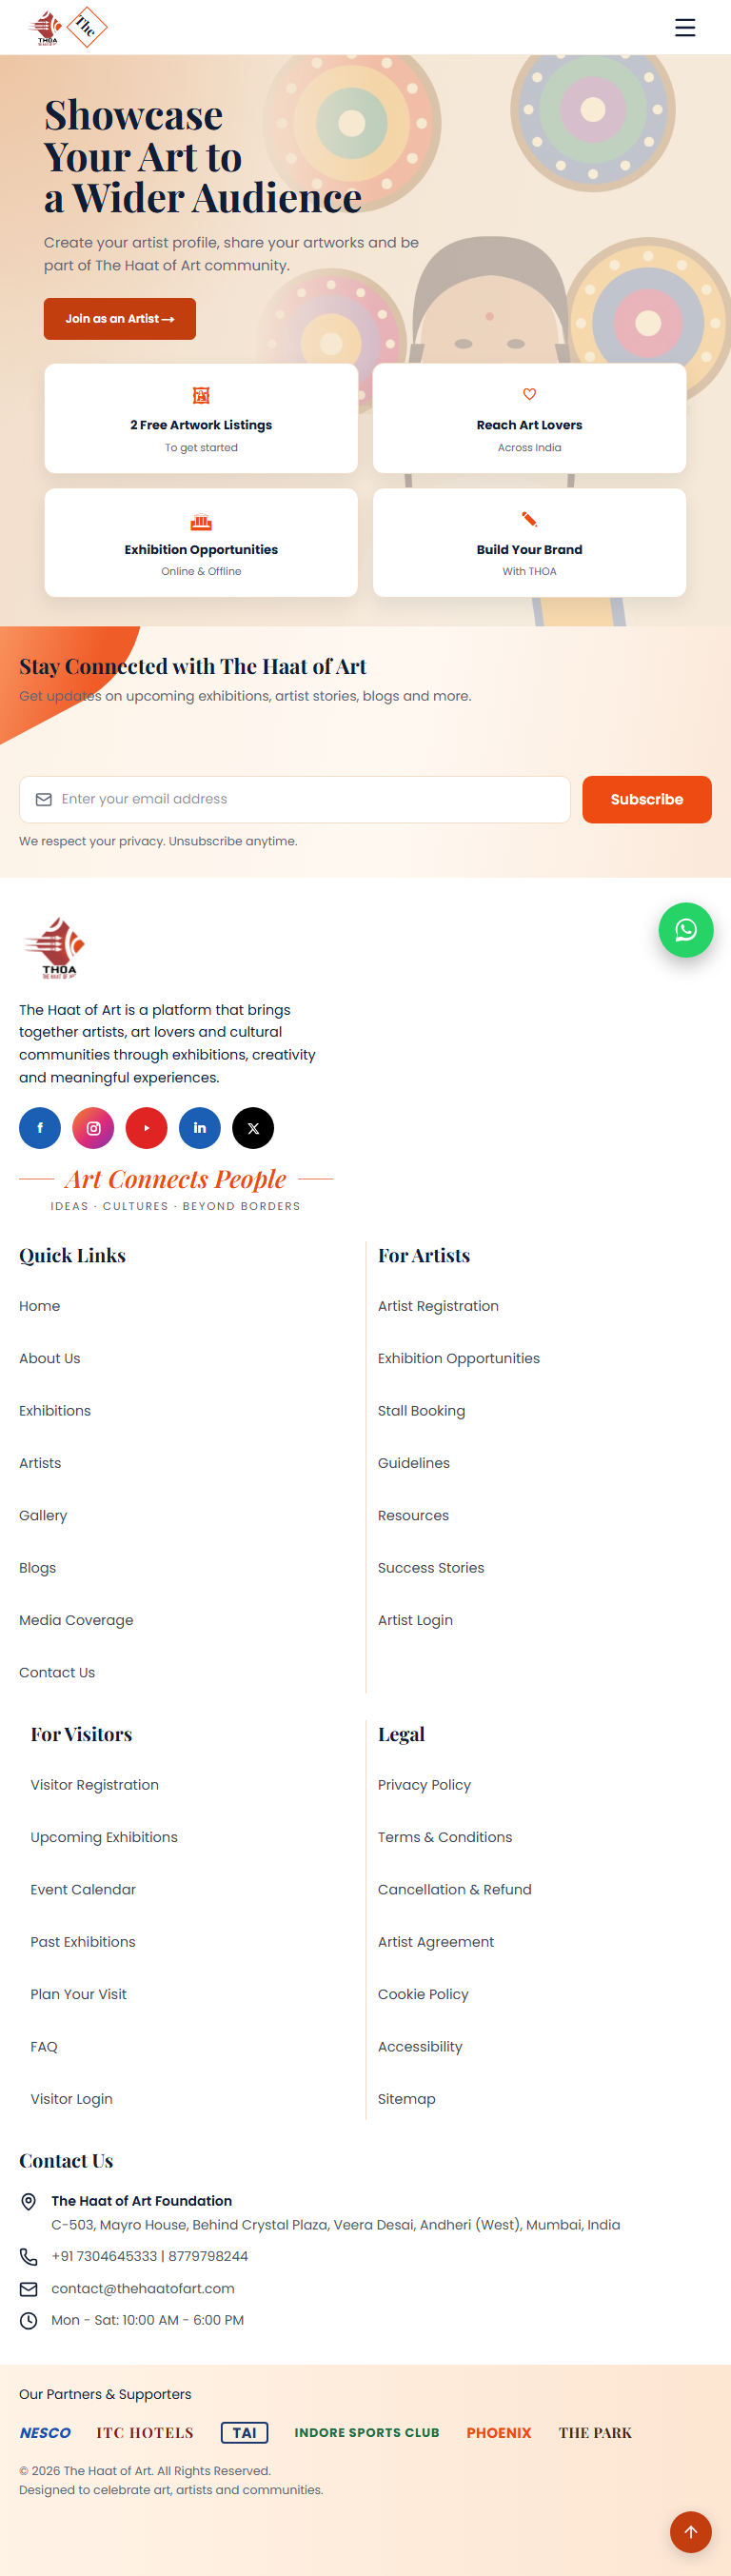 THOA
THE HAAT OF ART
The
Showcase
Your Art to
a Wider Audience
Create your artist profile, share your artworks and be
part of The Haat of Art community.
Join as an Artist →
2 Free Artwork Listings
To get started
Reach Art Lovers
Across India
Exhibition Opportunities
Online & Offline
Build Your Brand
With THOA
Stay Connected with The Haat of Art
Get updates on upcoming exhibitions, artist stories, blogs and more.
Enter your email address
Subscribe
We respect your privacy. Unsubscribe anytime.
THOA
THE HAAT OF ART
The Haat of Art is a platform that brings
together artists, art lovers and cultural
communities through exhibitions, creativity
and meaningful experiences.
f
in
X
Art Connects People
IDEAS · CULTURES · BEYOND BORDERS
Quick Links
Home
About Us
Exhibitions
Artists
Gallery
Blogs
Media Coverage
Contact Us
For Artists
Artist Registration
Exhibition Opportunities
Stall Booking
Guidelines
Resources
Success Stories
Artist Login
For Visitors
Visitor Registration
Upcoming Exhibitions
Event Calendar
Past Exhibitions
Plan Your Visit
FAQ
Visitor Login
Legal
Privacy Policy
Terms & Conditions
Cancellation & Refund
Artist Agreement
Cookie Policy
Accessibility
Sitemap
Contact Us
The Haat of Art Foundation
C-503, Mayro House, Behind Crystal Plaza, Veera Desai, Andheri (West), Mumbai, India
+91 7304645333 | 8779798244
contact@thehaatofart.com
Mon - Sat: 10:00 AM - 6:00 PM
Our Partners & Supporters
NESCO ITC HOTELS TAI INDORE SPORTS CLUB PHOENIX THE PARK
© 2026 The Haat of Art. All Rights Reserved.
Designed to celebrate art, artists and communities.